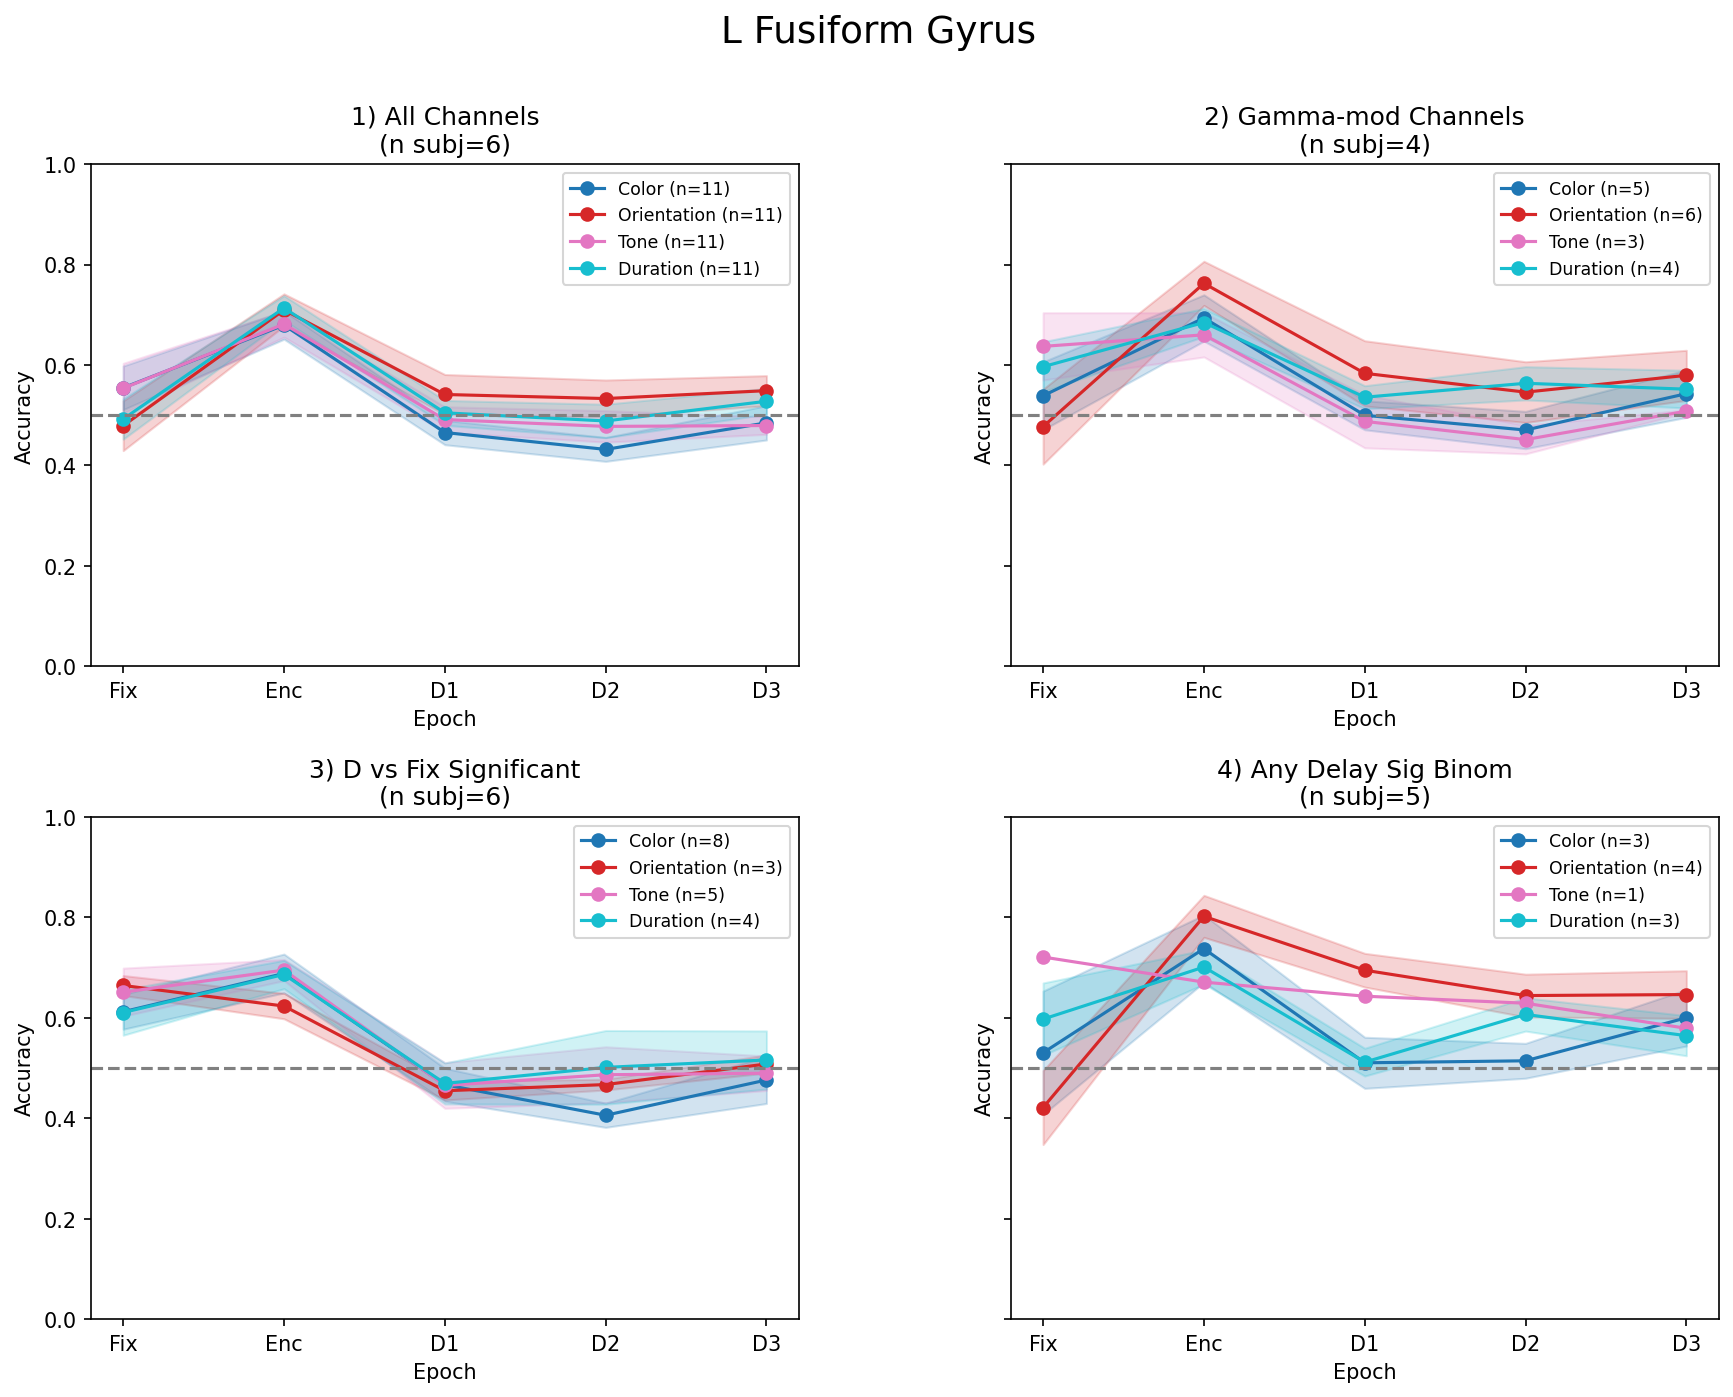 L Fusiform Gyrus
1) All Channels
(n subj=6)
Color (n=11)
Orientation (n=11)
Tone (n=11)
Duration (n=11)
1.0
0.8
0.6
0.4
0.2
0.0
Accuracy
Fix Enc D1 D2 D3
Epoch
2) Gamma-mod Channels
(n subj=4)
Color (n=5)
Orientation (n=6)
Tone (n=3)
Duration (n=4)
Accuracy
Fix Enc D1 D2 D3
Epoch
3) D vs Fix Significant
(n subj=6)
Color (n=8)
Orientation (n=3)
Tone (n=5)
Duration (n=4)
1.0
0.8
0.6
0.4
0.2
0.0
Accuracy
Fix Enc D1 D2 D3
Epoch
4) Any Delay Sig Binom
(n subj=5)
Color (n=3)
Orientation (n=4)
Tone (n=1)
Duration (n=3)
Accuracy
Fix Enc D1 D2 D3
Epoch